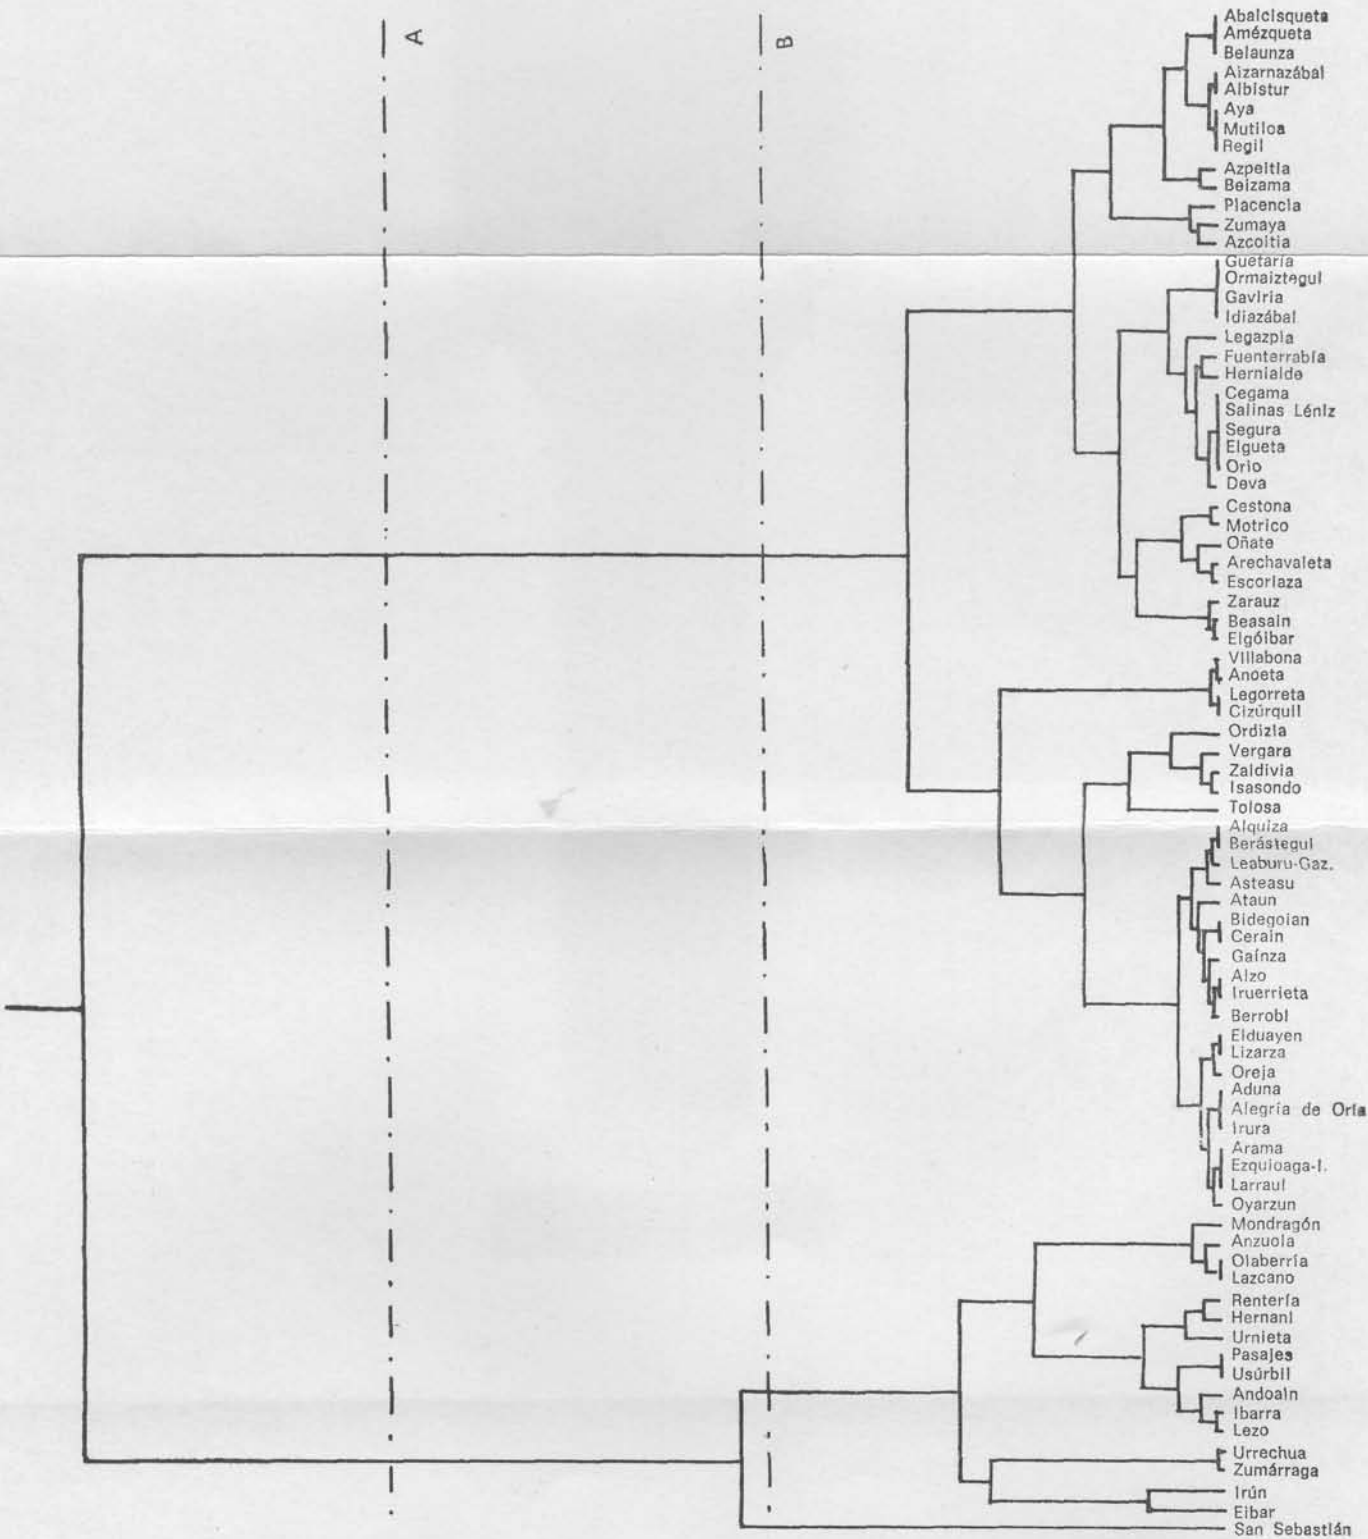 A
B
Abalcisqueta
Amézqueta
Belaunza
Aizarnazábal
Albistur
Aya
Mutiloa
Regil
Azpeitia
Beizama
Placencia
Zumaya
Azcoitia
Guetaria
Ormaiztegui
Gaviria
Idiazábal
Legazpia
Fuenterrabía
Hernialde
Cegama
Salinas Léniz
Segura
Elgueta
Orio
Deva
Cestona
Motrico
Oñate
Arechavaleta
Escoriaza
Zarauz
Beasain
Elgóibar
Villabona
Anoeta
Legorreta
Cizúrquil
Ordizia
Vergara
Zaldivia
Isasondo
Tolosa
Alquiza
Berástegui
Leaburu-Gaz.
Asteasu
Ataun
Bidegoian
Cerain
Gaínza
Alzo
Iruerrieta
Berrobi
Elduayen
Lizarza
Oreja
Aduna
Alegría de Oria
Irura
Arama
Ezquioaga-I.
Larraul
Oyarzun
Mondragón
Anzuola
Olaberría
Lazcano
Rentería
Hernani
Urnieta
Pasajes
Usúrbil
Andoain
Ibarra
Lezo
Urrechua
Zumárraga
Irún
Eibar
San Sebastián